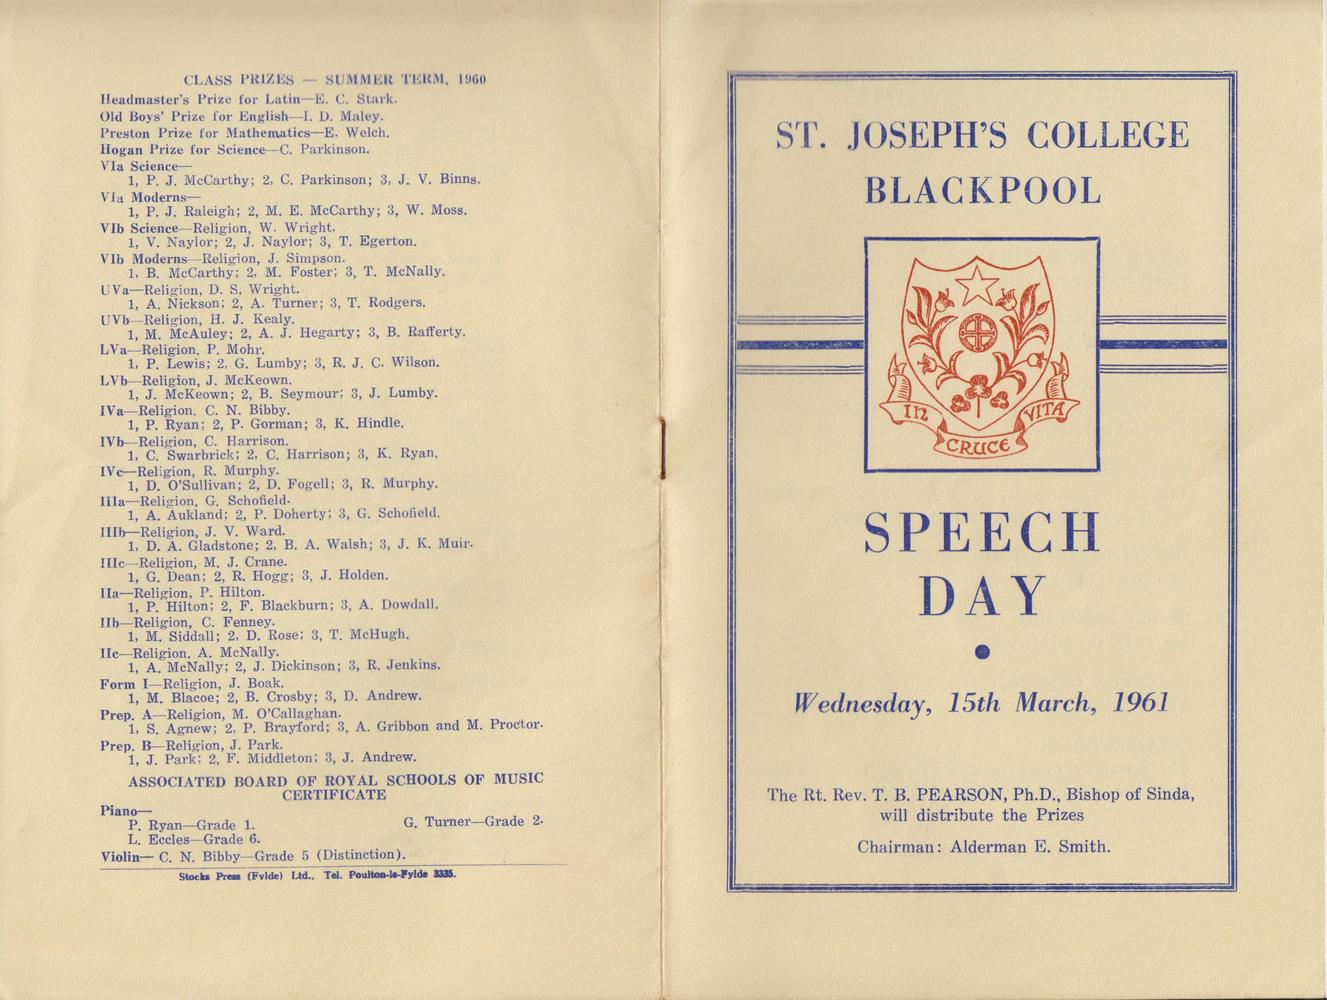 CLASS PRIZES — SUMMER TERM, 1960
Headmaster's Prize for Latin—E. C. Stark.
Old Boys' Prize for English—I. D. Maley.
Preston Prize for Mathematics—E. Welch.
Hogan Prize for Science—C. Parkinson.
VIa Science—
1, P. J. McCarthy; 2, C. Parkinson; 3, J. V. Binns.
VIa Moderns—
1, P. J. Raleigh; 2, M. E. McCarthy; 3, W. Moss.
VIb Science—Religion, W. Wright.
1, V. Naylor; 2, J. Naylor; 3, T. Egerton.
VIb Moderns—Religion, J. Simpson.
1, B. McCarthy; 2, M. Foster; 3, T. McNally.
UVa—Religion, D. S. Wright.
1, A. Nickson; 2, A. Turner; 3, T. Rodgers.
UVb—Religion, H. J. Kealy.
1, M. McAuley; 2, A. J. Hegarty; 3, B. Rafferty.
LVa—Religion, P. Mohr.
1, P. Lewis; 2, G. Lumby; 3, R. J. C. Wilson.
LVb—Religion, J. McKeown.
1, J. McKeown; 2, B. Seymour; 3, J. Lumby.
IVa—Religion, C. N. Bibby.
1, P. Ryan; 2, P. Gorman; 3, K. Hindle.
IVb—Religion, C. Harrison.
1, C. Swarbrick; 2, C. Harrison; 3, K. Ryan.
IVc—Religion, R. Murphy.
1, D. O'Sullivan; 2, D. Fogell; 3, R. Murphy.
IIIa—Religion, G. Schofield.
1, A. Aukland; 2, P. Doherty; 3, G. Schofield.
IIIb—Religion, J. V. Ward.
1, D. A. Gladstone; 2, B. A. Walsh; 3, J. K. Muir.
IIIc—Religion, M. J. Crane.
1, G. Dean; 2, R. Hogg; 3, J. Holden.
IIa—Religion, P. Hilton.
1, P. Hilton; 2, F. Blackburn; 3, A. Dowdall.
IIb—Religion, C. Fenney.
1, M. Siddall; 2, D. Rose; 3, T. McHugh.
IIc—Religion, A. McNally.
1, A. McNally; 2, J. Dickinson; 3, R. Jenkins.
Form I—Religion, J. Boak.
1, M. Blacoe; 2, B. Crosby; 3, D. Andrew.
Prep. A—Religion, M. O'Callaghan.
1, S. Agnew; 2, P. Brayford; 3, A. Gribbon and M. Proctor.
Prep. B—Religion, J. Park.
1, J. Park; 2, F. Middleton; 3, J. Andrew.
ASSOCIATED BOARD OF ROYAL SCHOOLS OF MUSIC
CERTIFICATE
Piano—
P. Ryan—Grade 1. G. Turner—Grade 2.
L. Eccles—Grade 6.
Violin— C. N. Bibby—Grade 5 (Distinction).
Stocks Press (Fylde) Ltd., Tel. Poulton-le-Fylde 3335.
ST. JOSEPH'S COLLEGE
BLACKPOOL
IN CRUCE VITA
SPEECH
DAY
Wednesday, 15th March, 1961
The Rt. Rev. T. B. PEARSON, Ph.D., Bishop of Sinda,
will distribute the Prizes
Chairman: Alderman E. Smith.